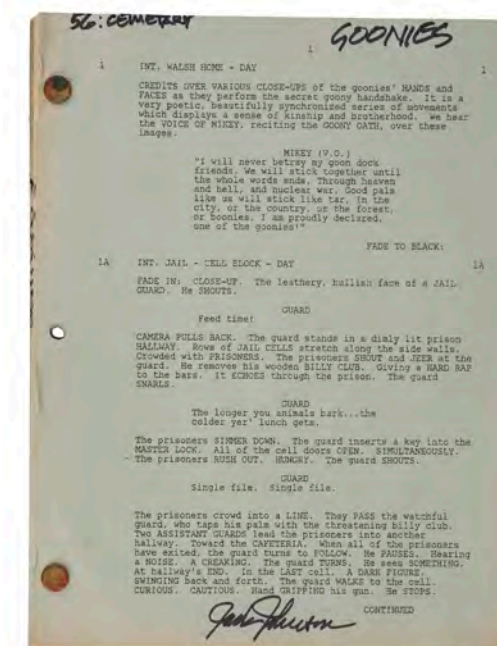 56: CEMETARY
GOONIES
1
1 INT. WALSH HOME - DAY 1
CREDITS OVER VARIOUS CLOSE-UPS of the goonies' HANDS and
FACES as they perform the secret goony handshake. It is a
very poetic, beautifully synchronized series of movements
which displays a sense of kinship and brotherhood. We hear
the VOICE OF MIKEY, reciting the GOONY OATH, over these
images.
MIKEY (V.O.)
"I will never betray my goon dock
friends. We will stick together until
the whole words ends. Through heaven
and hell, and nuclear war. Good pals
like us will stick like tar. In the
city, or the country, or the forest,
or boonies. I am proudly declared,
one of the goonies!"
FADE TO BLACK:
1A INT. JAIL - CELL BLOCK - DAY 1A
FADE IN: CLOSE-UP. The leathery, bullish face of a JAIL
GUARD. He SHOUTS.
GUARD
Feed time!
CAMERA PULLS BACK. The guard stands in a dimly lit prison
HALLWAY. Rows of JAIL CELLS stretch along the side walls.
Crowded with PRISONERS. The prisoners SHOUT and JEER at the
guard. He removes his wooden BILLY CLUB. Giving a HARD RAP
to the bars. It ECHOES through the prison. The guard
SNARLS.
GUARD
The longer you animals bark...the
colder yer' lunch gets.
The prisoners SIMMER DOWN. The guard inserts a key into the
MASTER LOCK. All of the cell doors OPEN. SIMULTANEOUSLY.
The prisoners RUSH OUT. HUNGRY. The guard SHOUTS.
GUARD
Single file. Single file.
The prisoners crowd into a LINE. They PASS the watchful
guard, who taps his palm with the threatening billy club.
Two ASSISTANT GUARDS lead the prisoners into another
hallway. Toward the CAFETERIA. When all of the prisoners
have exited, the guard turns to FOLLOW. He PAUSES. Hearing
a NOISE. A CREAKING. The guard TURNS. He sees SOMETHING.
At hallway's END. In the LAST cell. A DARK FIGURE.
SWINGING back and forth. The guard WALKS to the cell.
CURIOUS. CAUTIOUS. Hand GRIPPING his gun. He STOPS.
CONTINUED